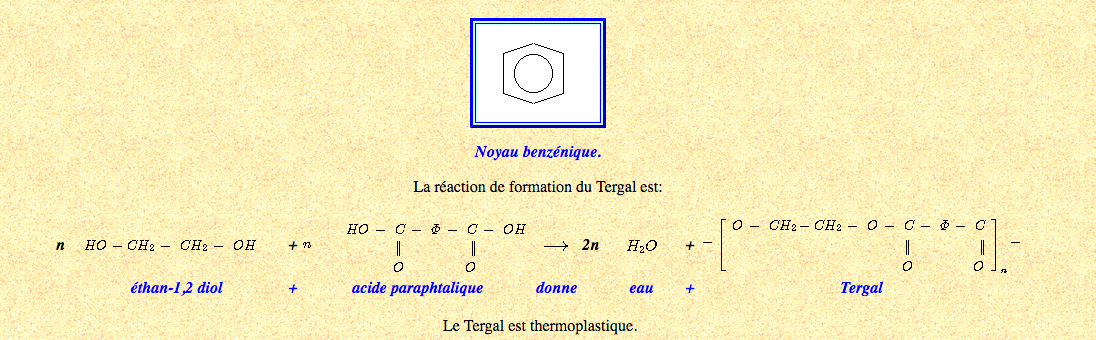 Noyau benzénique.
La réaction de formation du Tergal est:
HO – C – Φ – C – OH
O – CH₂ – CH₂ – O – C – Φ – C
n HO – CH₂ – CH₂ – OH + n ‖ ‖ ⟶ 2n H₂O + – [ ‖ ‖ ]ₙ –
O O O O
éthan-1,2 diol + acide paraphtalique donne eau + Tergal
Le Tergal est thermoplastique.